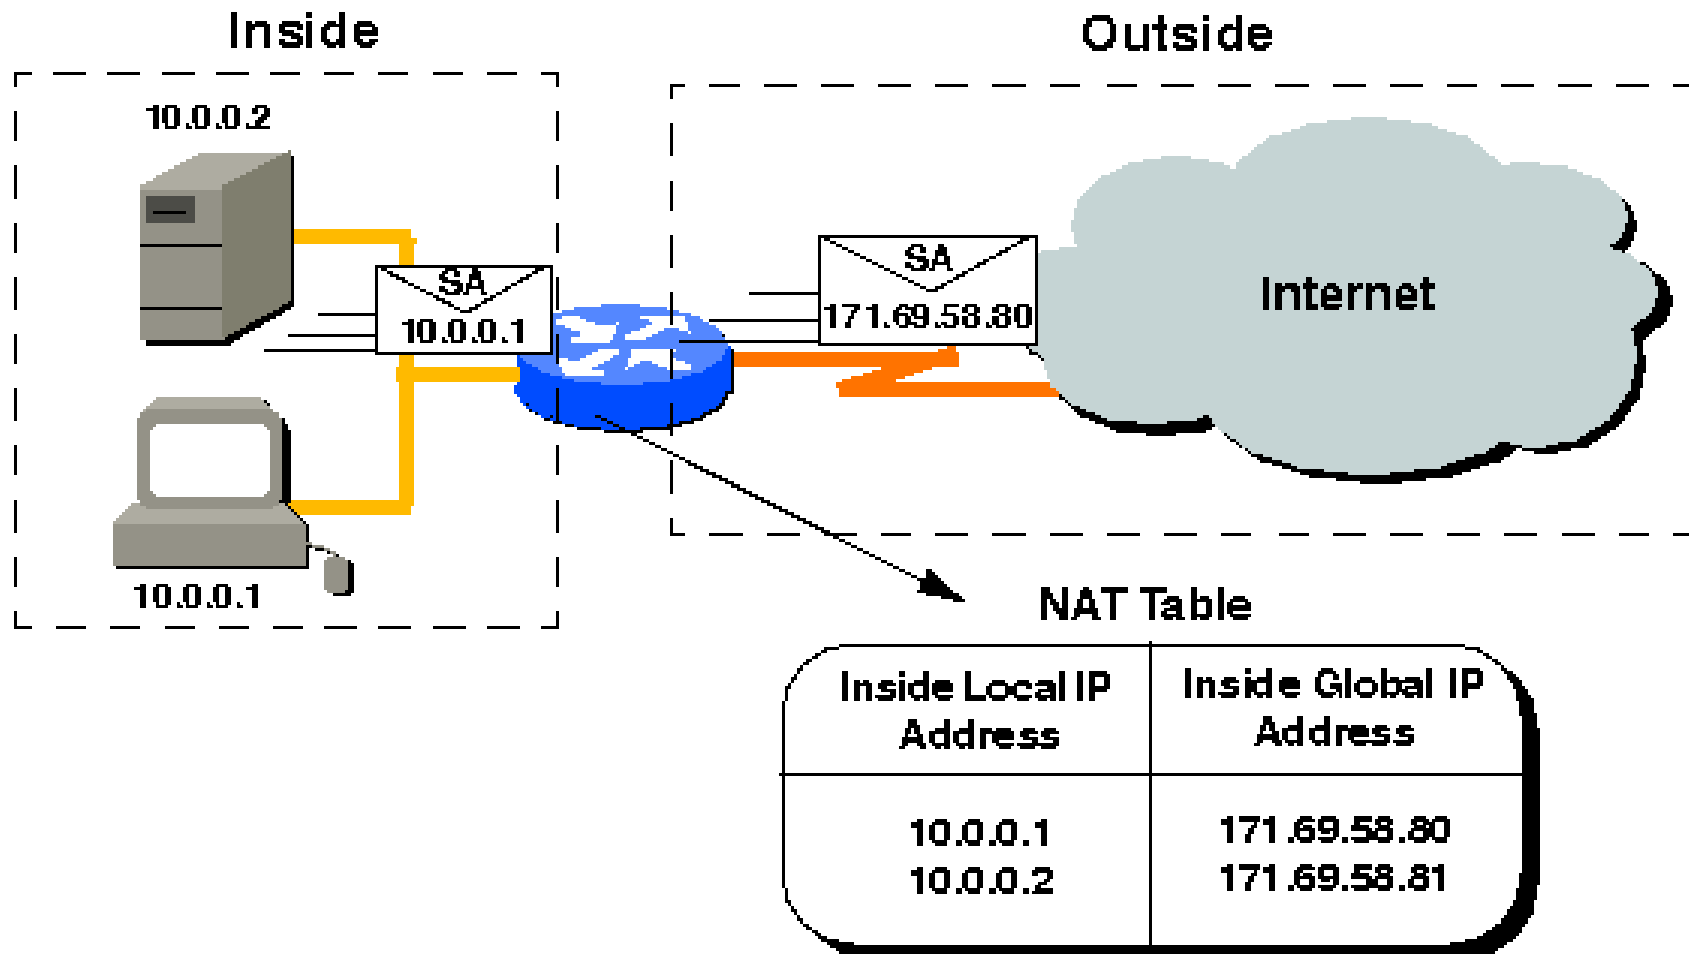 Inside
Outside
10.0.0.2
SA
10.0.0.1
SA
171.69.58.80
Internet
10.0.0.1
NAT Table
Inside Local IP
Address
Inside Global IP
Address
10.0.0.1
171.69.58.80
10.0.0.2
171.69.58.81